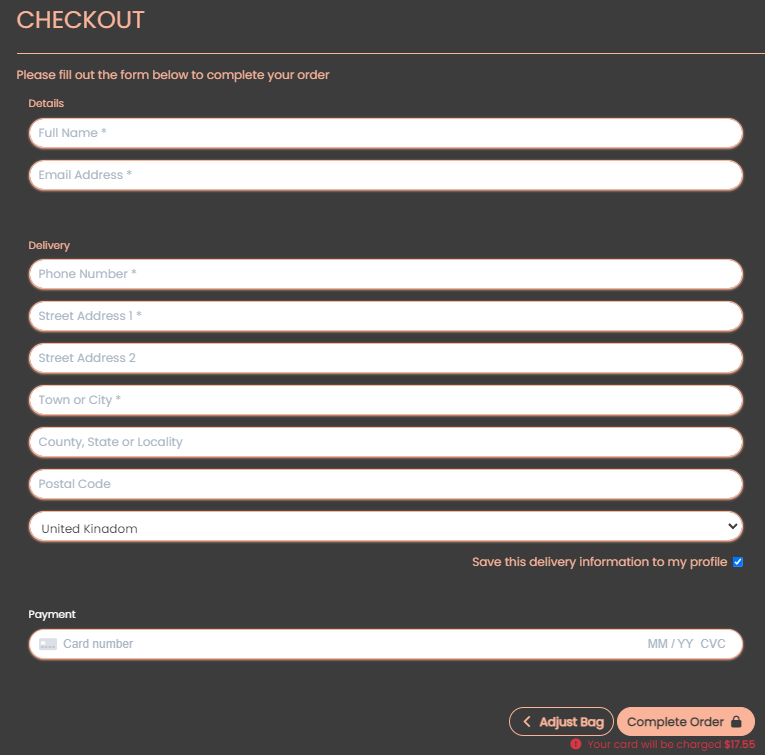 CHECKOUT
Please fill out the form below to complete your order
Details
Full Name *
Email Address *
Delivery
Phone Number *
Street Address 1 *
Street Address 2
Town or City *
County, State or Locality
Postal Code
United Kingdom
Save this delivery information to my profile
Payment
Card number MM / YY CVC
Adjust Bag Complete Order
Your card will be charged $17.55